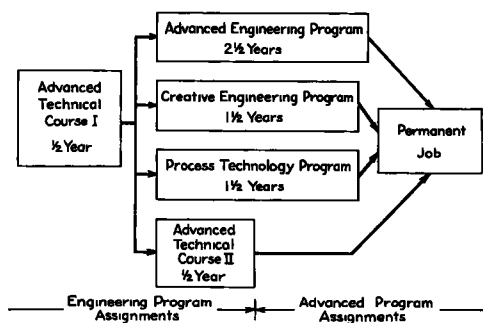 Advanced Engineering Program
2½ Years
Advanced
Technical
Course I
½ Year
Creative Engineering Program
1½ Years
Process Technology Program
1½ Years
Advanced
Technical
Course II
½ Year
Permanent
Job
Engineering Program
Assignments
Advanced Program
Assignments